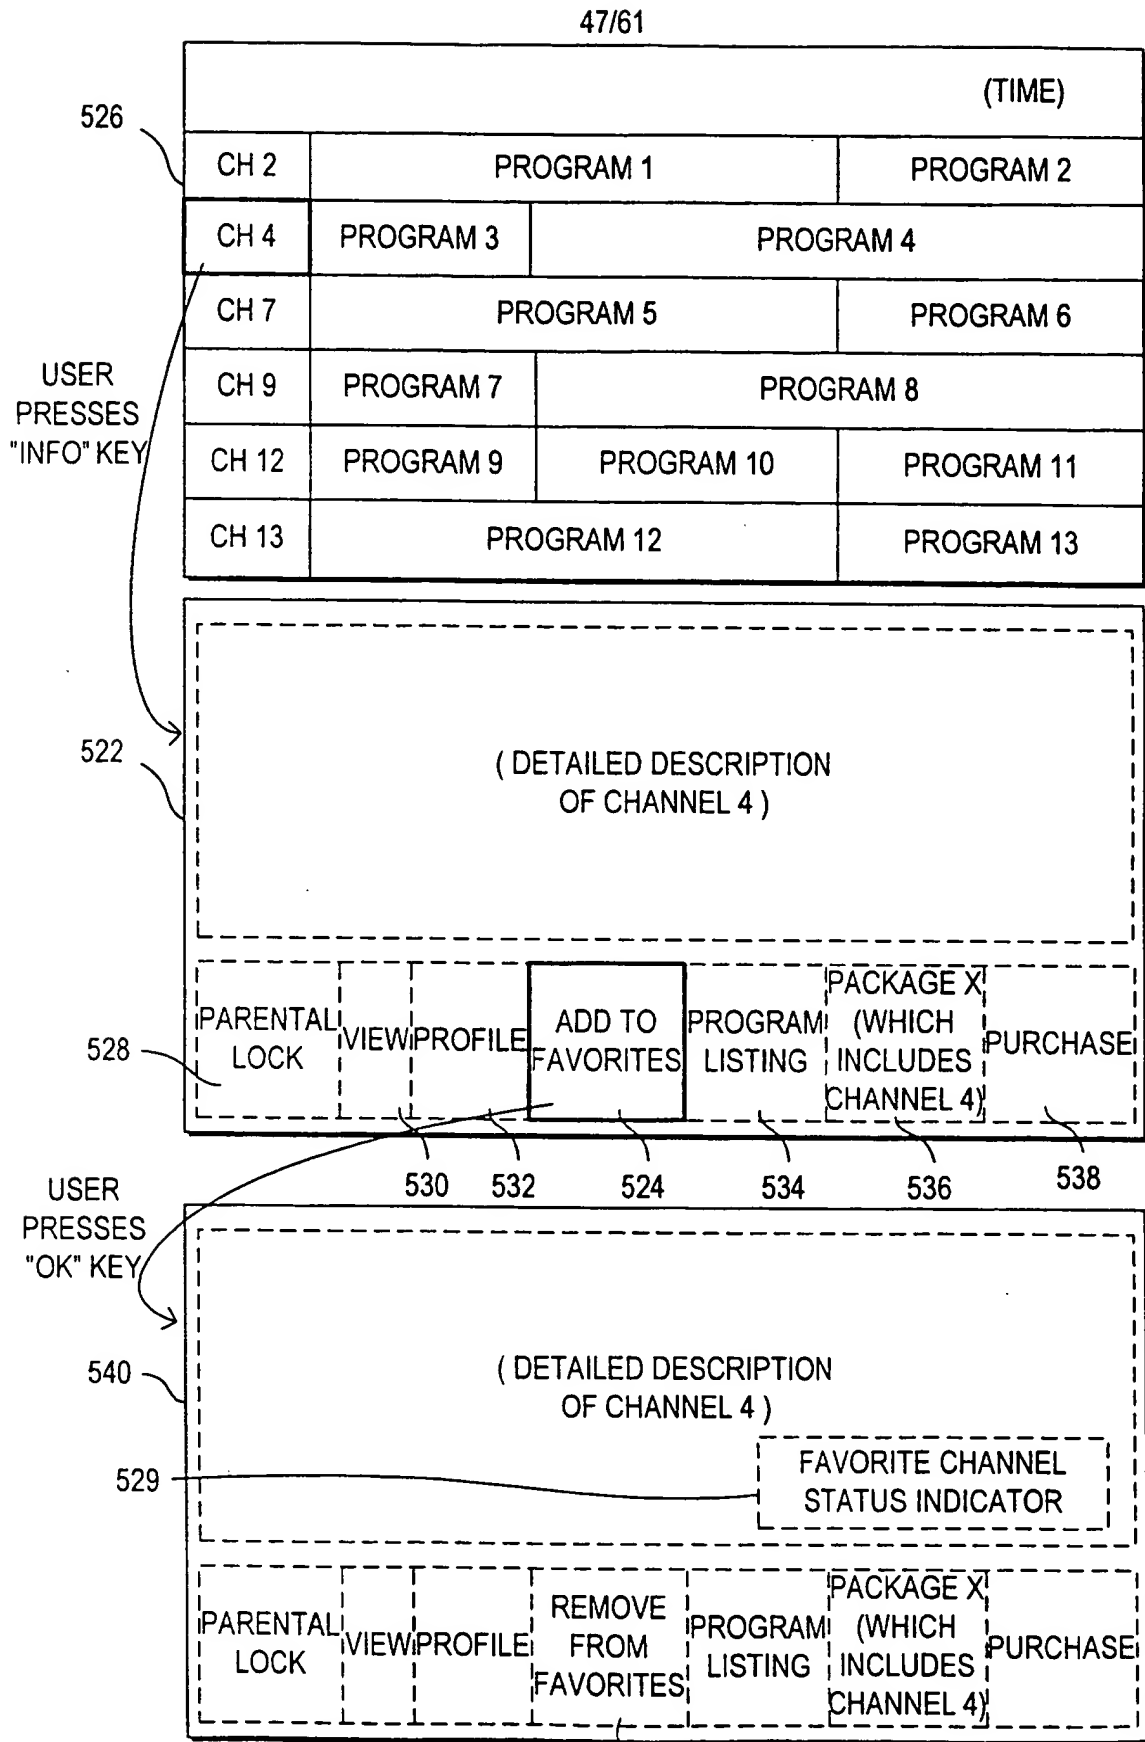 47/61
(TIME)
526
CH 2 PROGRAM 1 PROGRAM 2
CH 4 PROGRAM 3 PROGRAM 4
CH 7 PROGRAM 5 PROGRAM 6
USER
PRESSES
"INFO" KEY
CH 9 PROGRAM 7 PROGRAM 8
CH 12 PROGRAM 9 PROGRAM 10 PROGRAM 11
CH 13 PROGRAM 12 PROGRAM 13
522
( DETAILED DESCRIPTION
OF CHANNEL 4 )
528
PARENTAL
LOCK
VIEW
PROFILE
ADD TO
FAVORITES
PROGRAM
LISTING
PACKAGE X
(WHICH
INCLUDES
CHANNEL 4)
PURCHASE
530 532 524 534 536 538
USER
PRESSES
"OK" KEY
540
( DETAILED DESCRIPTION
OF CHANNEL 4 )
529
FAVORITE CHANNEL
STATUS INDICATOR
PARENTAL
LOCK
VIEW
PROFILE
REMOVE
FROM
FAVORITES
PROGRAM
LISTING
PACKAGE X
(WHICH
INCLUDES
CHANNEL 4)
PURCHASE